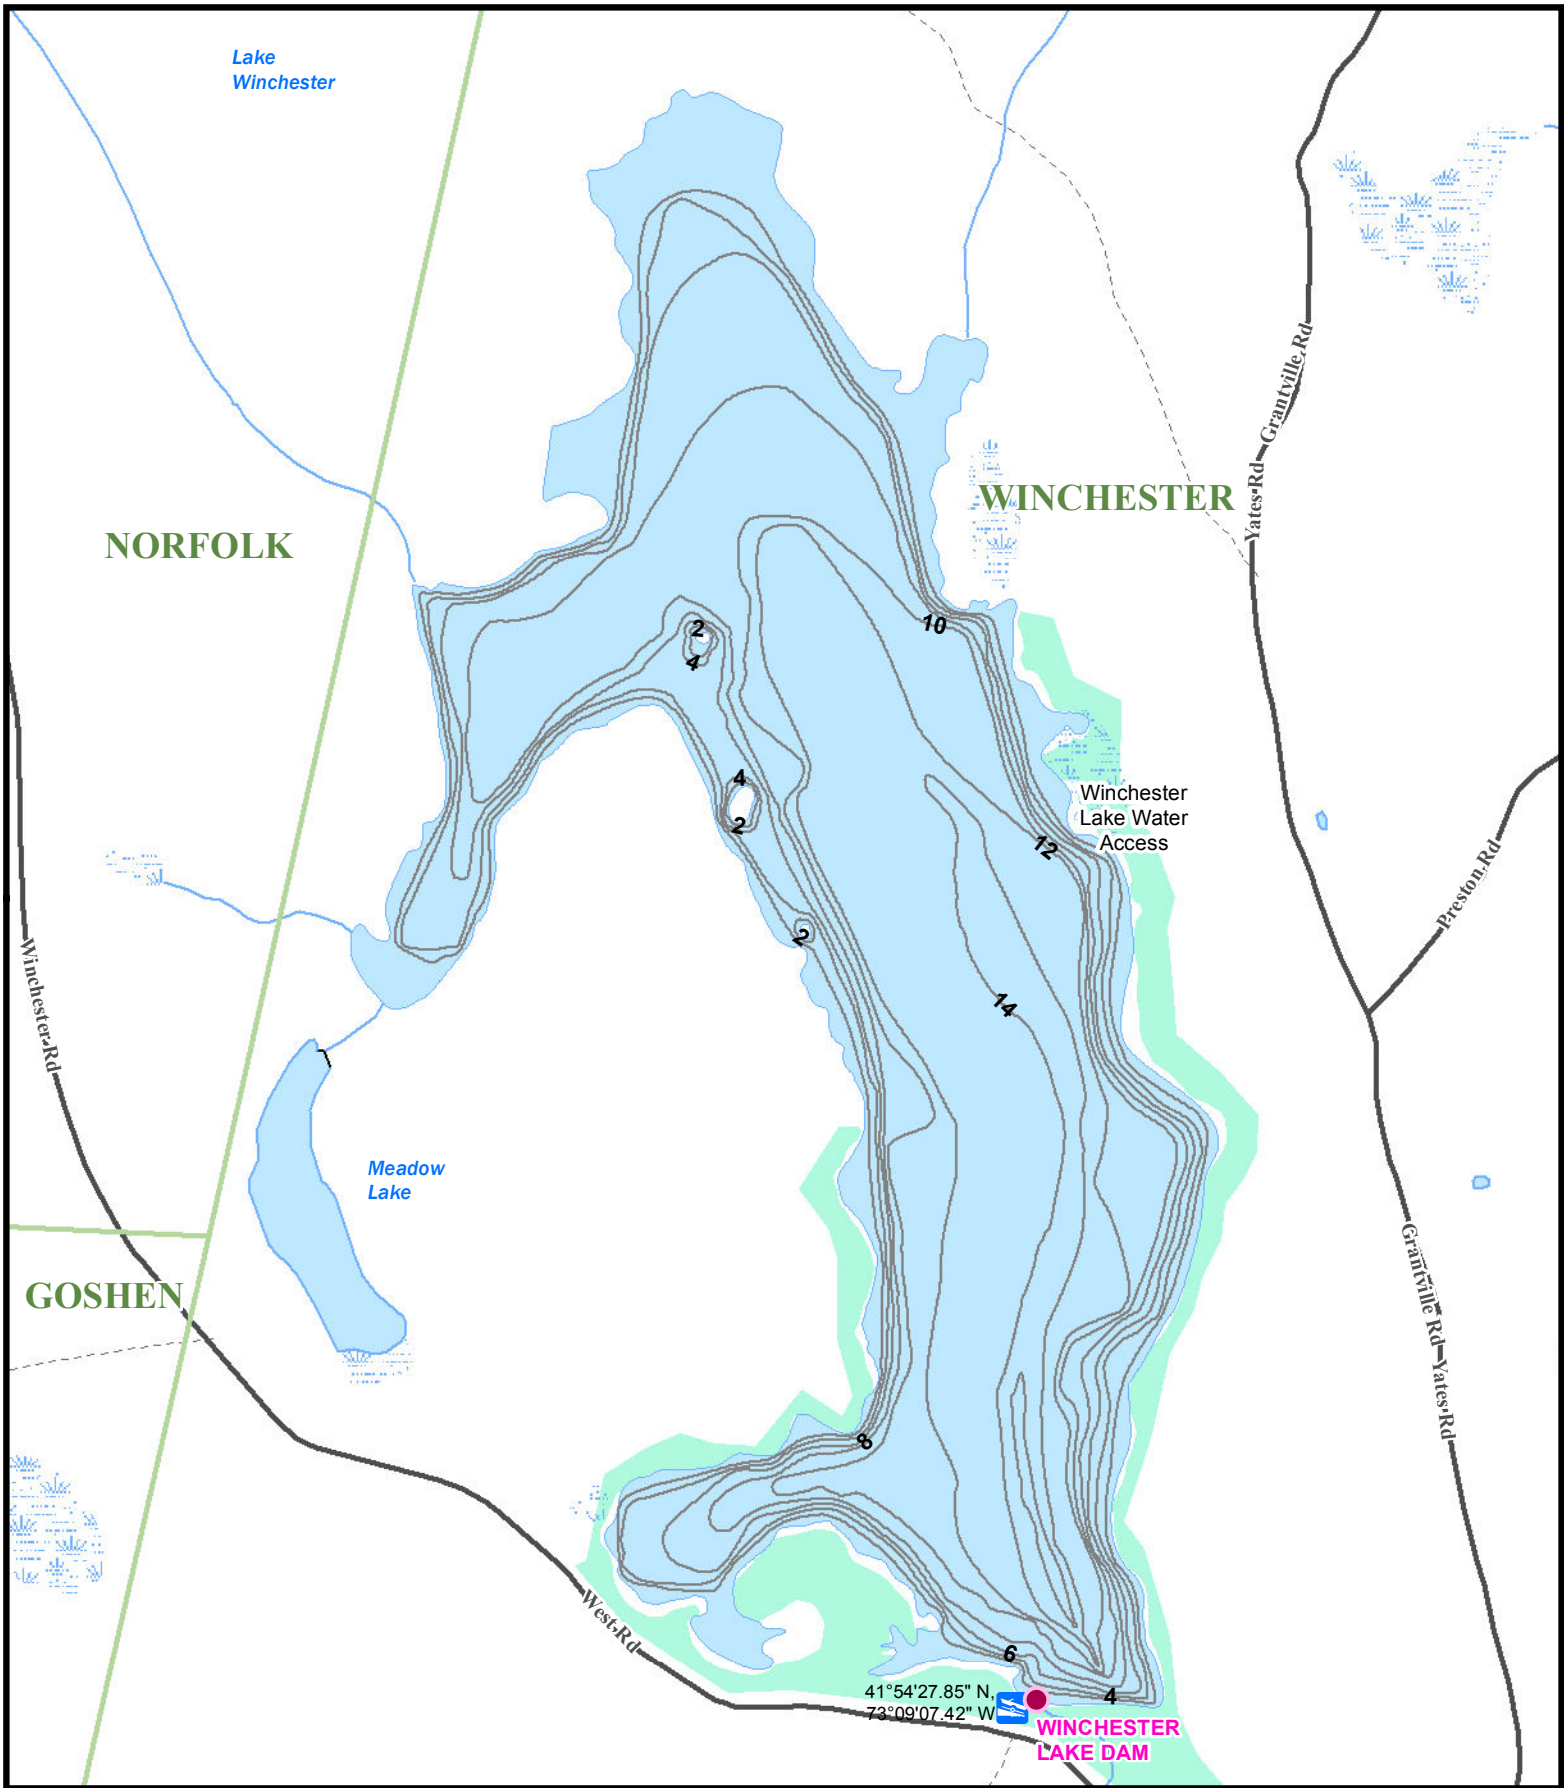 Lake
Winchester
Grantville Rd
Yates Rd
WINCHESTER
NORFOLK
2
10
4
4
Winchester
Lake Water
Access
2
12
Preston Rd
2
Winchester Rd
14
Meadow
Lake
GOSHEN
Grantville Rd
Yates Rd
8
West Rd
6
41°54'27.85" N,
73°09'07.42" W
4
WINCHESTER
LAKE DAM